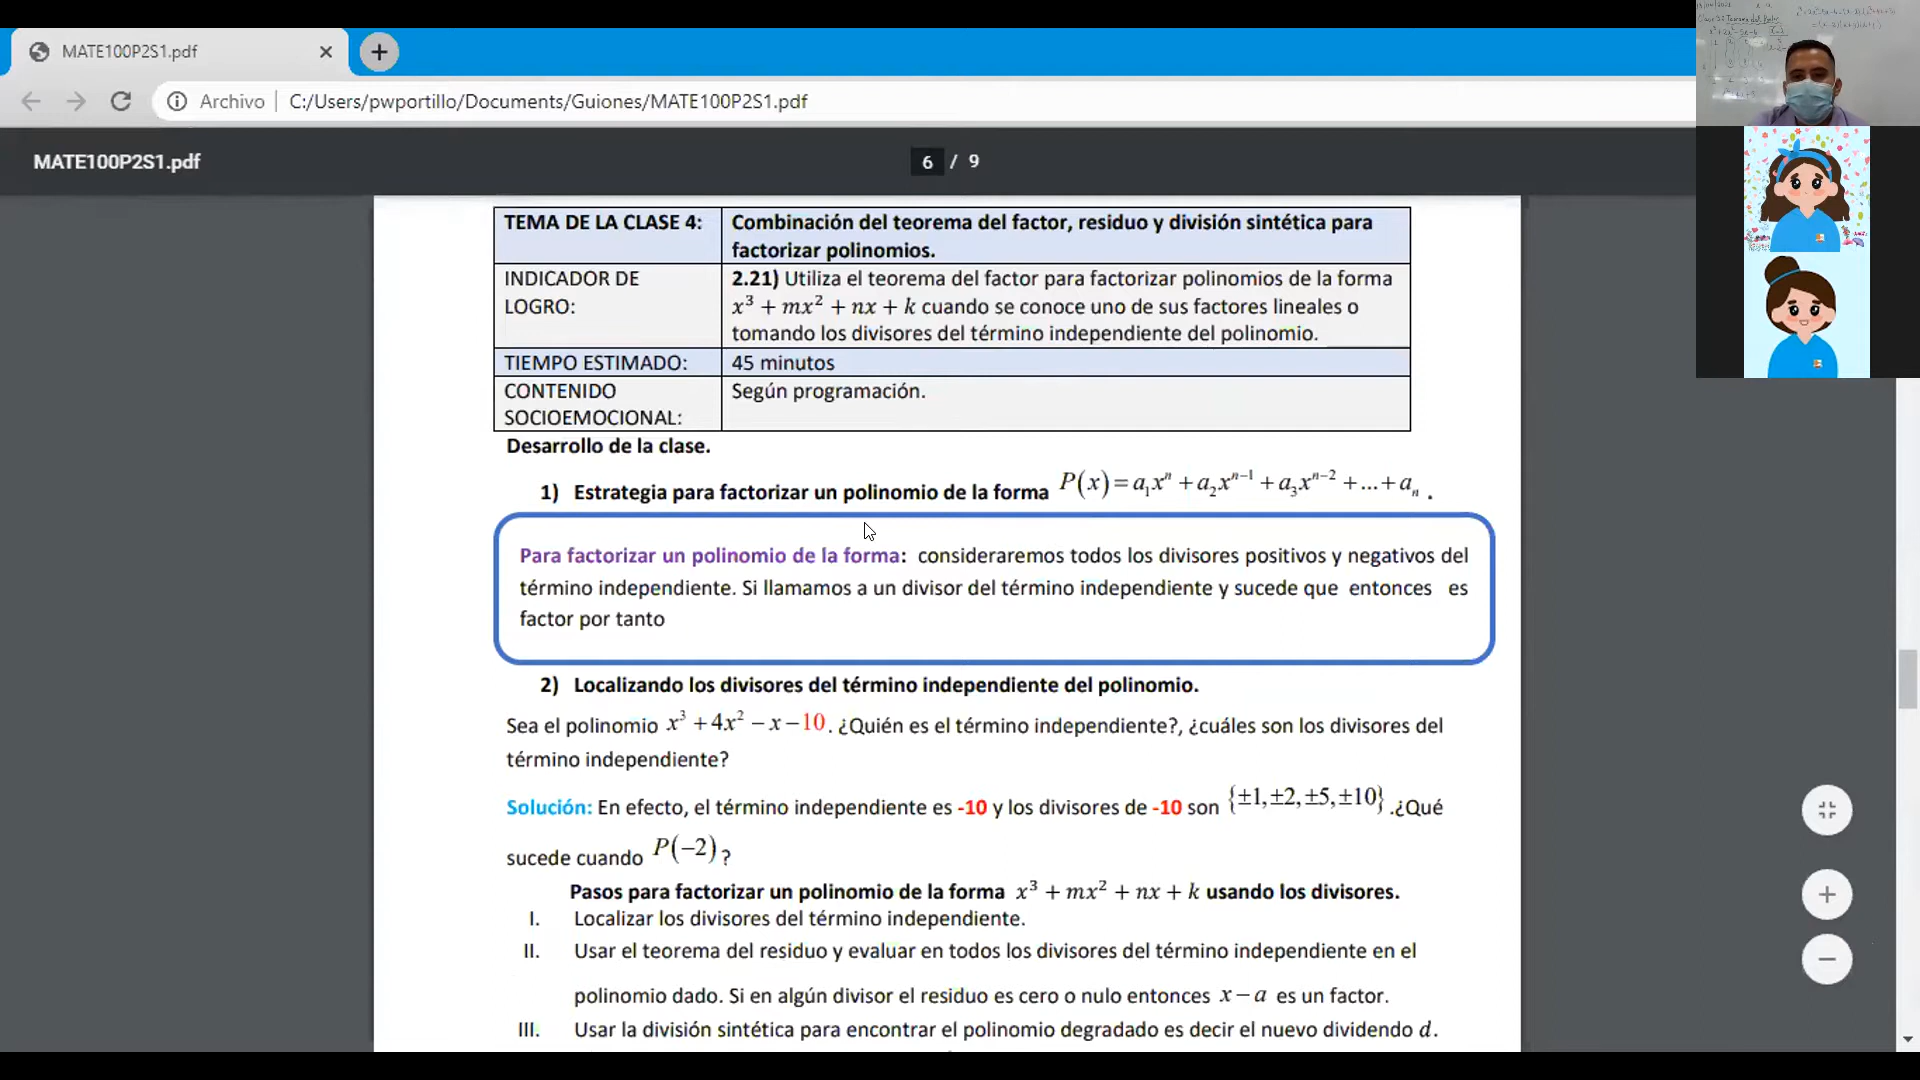 MATE100P2S1.pdf
Archivo | C:/Users/pwportillo/Documents/Guiones/MATE100P2S1.pdf
MATE100P2S1.pdf
6 / 9
TEMA DE LA CLASE 4:
Combinación del teorema del factor, residuo y división sintética para
factorizar polinomios.
INDICADOR DE
LOGRO:
2.21) Utiliza el teorema del factor para factorizar polinomios de la forma
x³ + mx² + nx + k cuando se conoce uno de sus factores lineales o
tomando los divisores del término independiente del polinomio.
TIEMPO ESTIMADO:
45 minutos
CONTENIDO
SOCIOEMOCIONAL:
Según programación.
Desarrollo de la clase.
1) Estrategia para factorizar un polinomio de la forma P(x) = a₁xⁿ + a₂xⁿ⁻¹ + a₃xⁿ⁻² + ... + aₙ .
Para factorizar un polinomio de la forma: consideraremos todos los divisores positivos y negativos del
término independiente. Si llamamos a un divisor del término independiente y sucede que entonces es
factor por tanto
2) Localizando los divisores del término independiente del polinomio.
Sea el polinomio x³ + 4x² − x − 10. ¿Quién es el término independiente?, ¿cuáles son los divisores del
término independiente?
Solución: En efecto, el término independiente es -10 y los divisores de -10 son {±1, ±2, ±5, ±10} .¿Qué
sucede cuando P(−2) ?
Pasos para factorizar un polinomio de la forma x³ + mx² + nx + k usando los divisores.
I. Localizar los divisores del término independiente.
II. Usar el teorema del residuo y evaluar en todos los divisores del término independiente en el
polinomio dado. Si en algún divisor el residuo es cero o nulo entonces x − a es un factor.
III. Usar la división sintética para encontrar el polinomio degradado es decir el nuevo dividendo d.